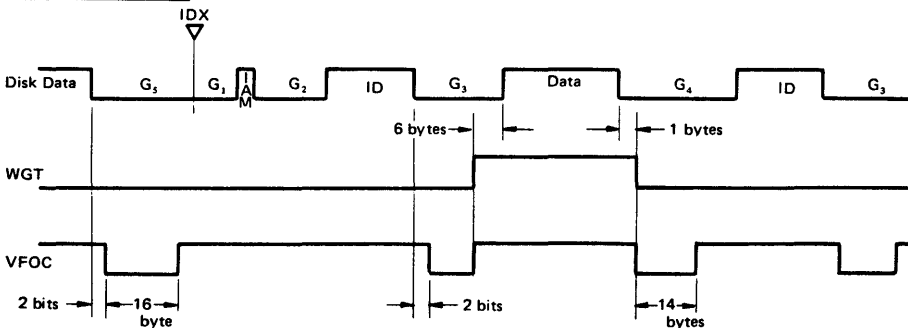 IDX
Disk Data
G₅
G₁
IAM
G₂
ID
G₃
Data
G₄
ID
G₃
6 bytes
1 bytes
WGT
VFOC
2 bits
16
byte
2 bits
14
bytes